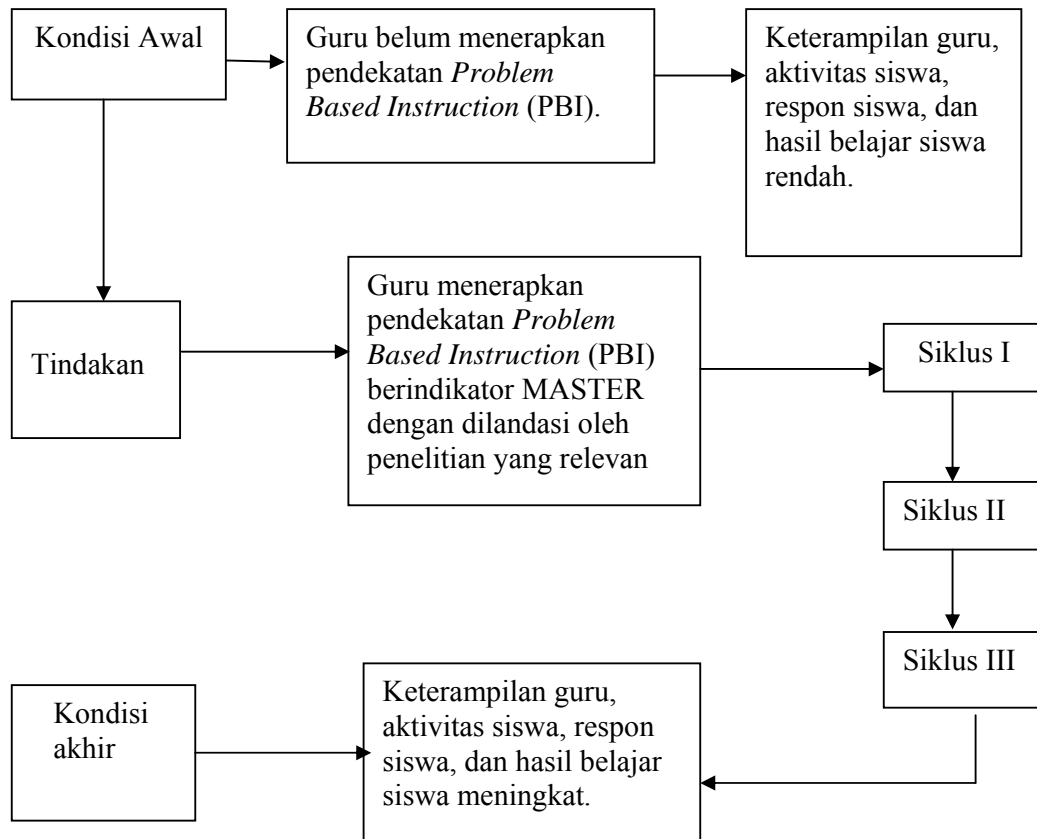 Kondisi Awal
Guru belum menerapkan
pendekatan Problem
Based Instruction (PBI).
Keterampilan guru,
aktivitas siswa,
respon siswa, dan
hasil belajar siswa
rendah.
Tindakan
Guru menerapkan
pendekatan Problem
Based Instruction (PBI)
berindikator MASTER
dengan dilandasi oleh
penelitian yang relevan
Siklus I
Siklus II
Siklus III
Kondisi
akhir
Keterampilan guru,
aktivitas siswa, respon
siswa, dan hasil belajar
siswa meningkat.